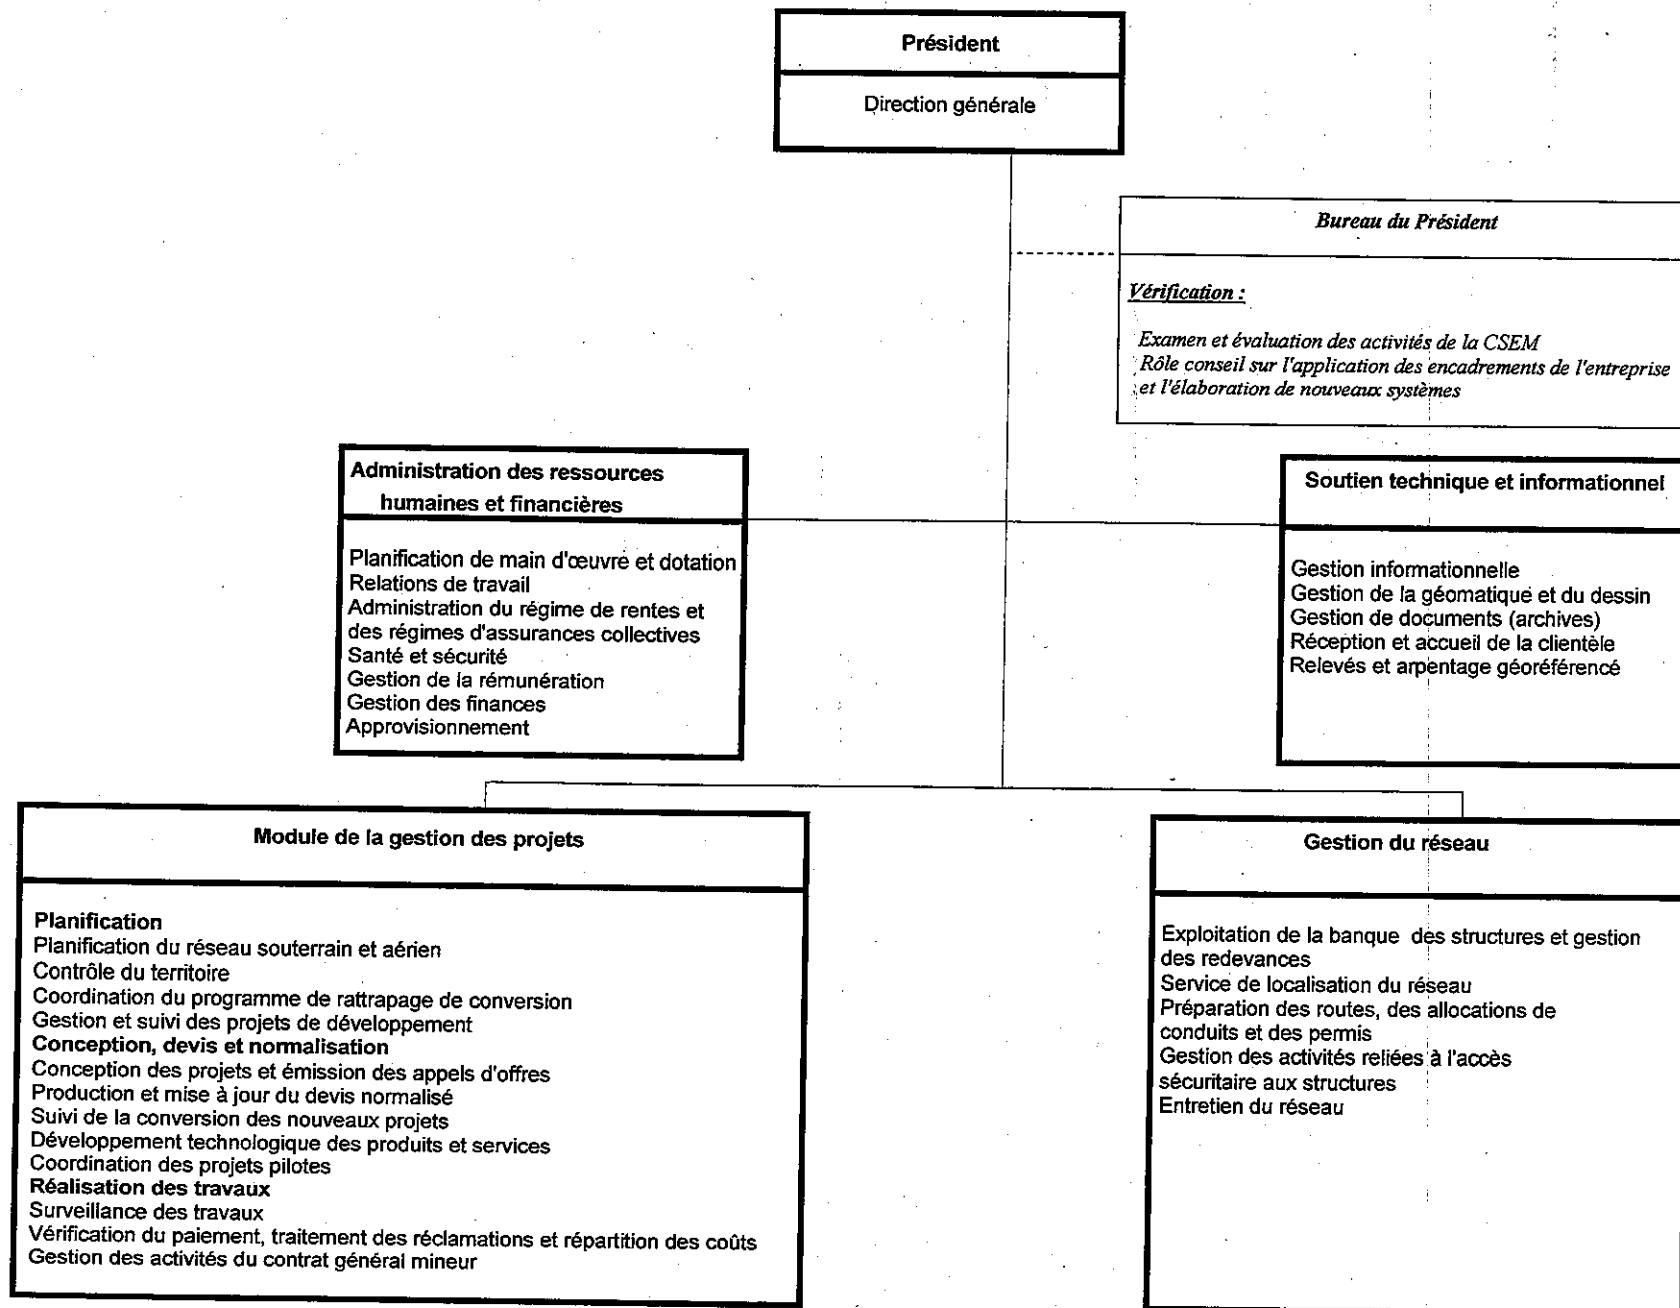 Président
Direction générale
Bureau du Président
Vérification :
Examen et évaluation des activités de la CSEM
Rôle conseil sur l'application des encadrements de l'entreprise
et l'élaboration de nouveaux systèmes
Administration des ressources
humaines et financières
Planification de main d'œuvre et dotation
Relations de travail
Administration du régime de rentes et
des régimes d'assurances collectives
Santé et sécurité
Gestion de la rémunération
Gestion des finances
Approvisionnement
Soutien technique et informationnel
Gestion informationnelle
Gestion de la géomatique et du dessin
Gestion de documents (archives)
Réception et accueil de la clientèle
Relevés et arpentage géoréférencé
Module de la gestion des projets
Planification
Planification du réseau souterrain et aérien
Contrôle du territoire
Coordination du programme de rattrapage de conversion
Gestion et suivi des projets de développement
Conception, devis et normalisation
Conception des projets et émission des appels d'offres
Production et mise à jour du devis normalisé
Suivi de la conversion des nouveaux projets
Développement technologique des produits et services
Coordination des projets pilotes
Réalisation des travaux
Surveillance des travaux
Vérification du paiement, traitement des réclamations et répartition des coûts
Gestion des activités du contrat général mineur
Gestion du réseau
Exploitation de la banque des structures et gestion
des redevances
Service de localisation du réseau
Préparation des routes, des allocations de
conduits et des permis
Gestion des activités reliées à l'accès
sécuritaire aux structures
Entretien du réseau